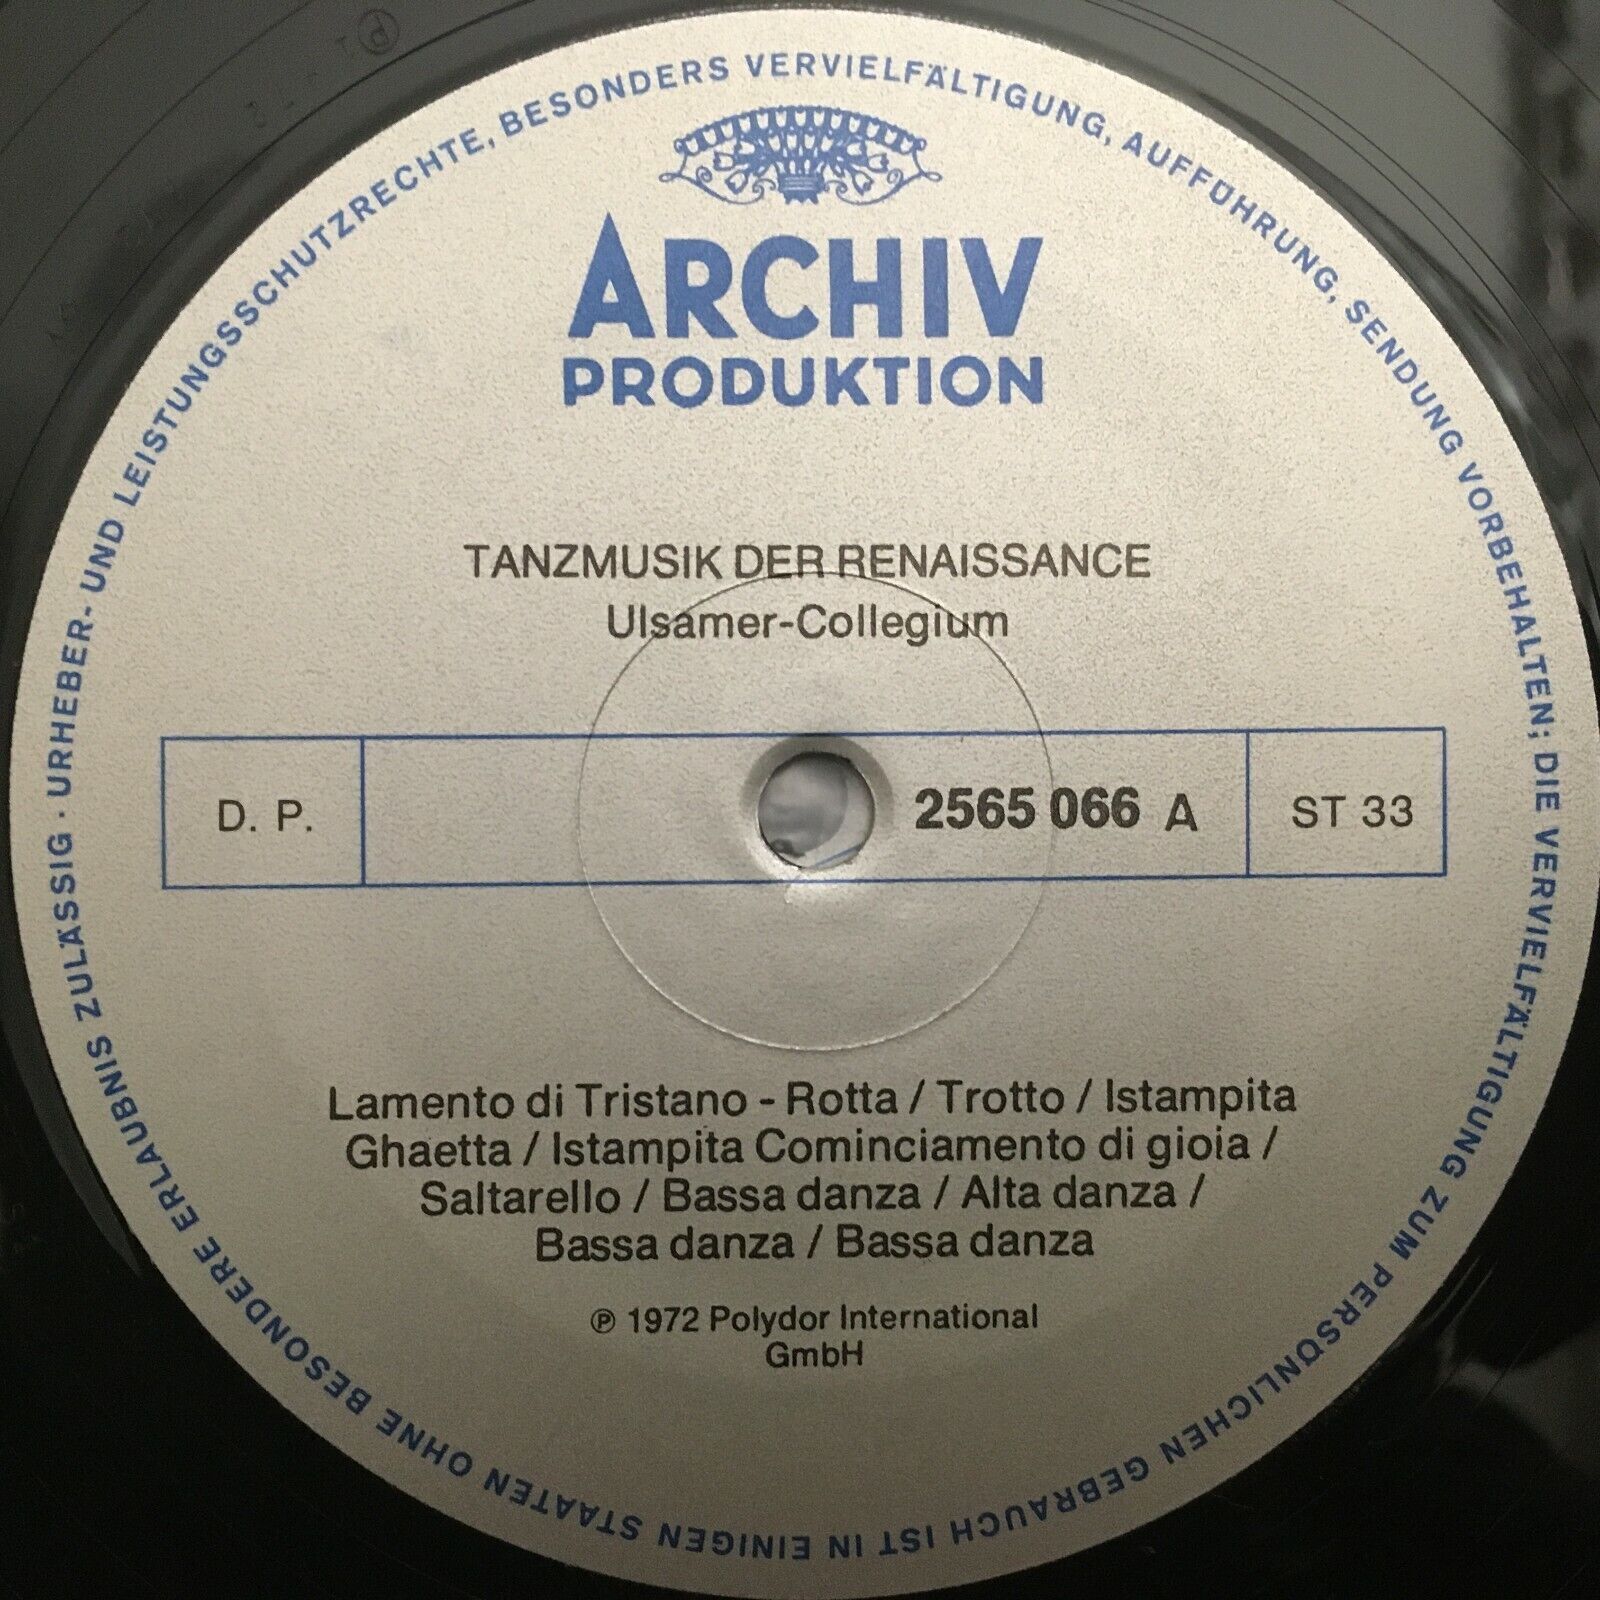 URHEBER- UND LEISTUNGSSCHUTZRECHTE, BESONDERS VERVIELFÄLTIGUNG, AUFFÜHRUNG, SENDUNG VORBEHALTEN; DIE VERVIELFÄLTIGUNG ZUM PERSÖNLICHEN GEBRAUCH IST IN EINIGEN STAATEN OHNE BESONDERE ERLAUBNIS ZULÄSSIG ·
ARCHIV
PRODUKTION
TANZMUSIK DER RENAISSANCE
Ulsamer-Collegium
D. P. 2565 066 A ST 33
Lamento di Tristano - Rotta / Trotto / Istampita
Ghaetta / Istampita Cominciamento di gioia /
Saltarello / Bassa danza / Alta danza /
Bassa danza / Bassa danza
℗ 1972 Polydor International
GmbH